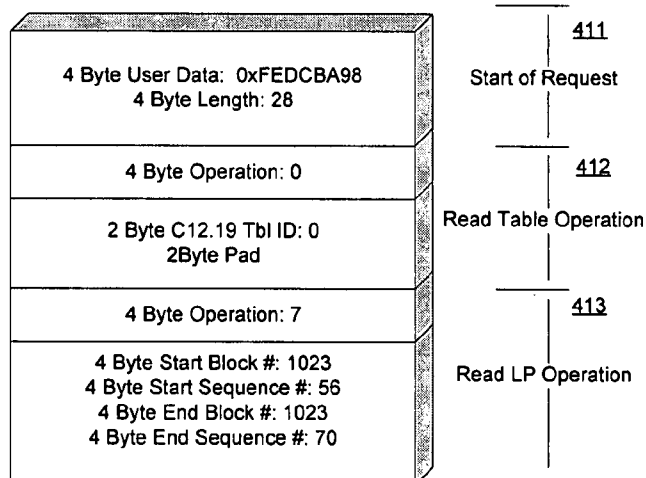 411
4 Byte User Data: 0xFEDCBA98
4 Byte Length: 28
Start of Request
4 Byte Operation: 0
412
2 Byte C12.19 Tbl ID: 0
2Byte Pad
Read Table Operation
4 Byte Operation: 7
413
4 Byte Start Block #: 1023
4 Byte Start Sequence #: 56
4 Byte End Block #: 1023
4 Byte End Sequence #: 70
Read LP Operation